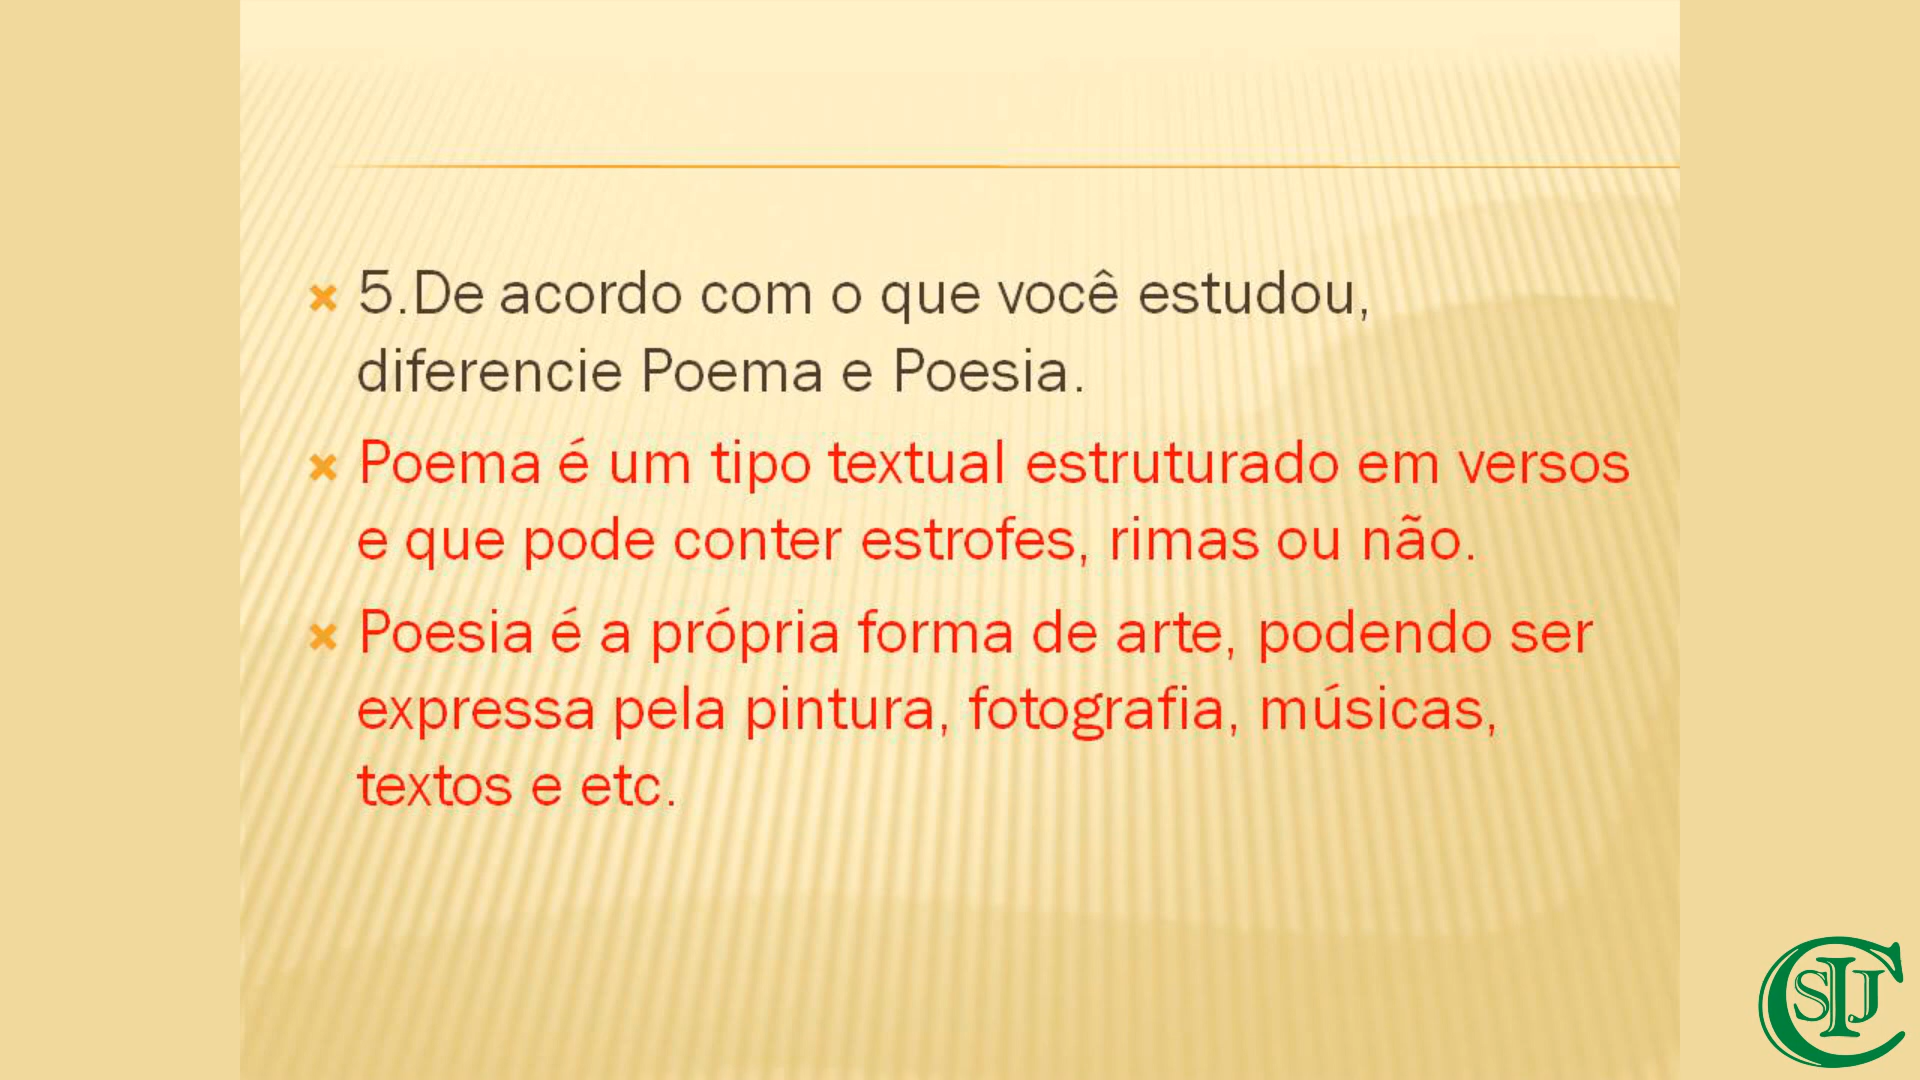 5.De acordo com o que você estudou,
diferencie Poema e Poesia.
Poema é um tipo textual estruturado em versos
e que pode conter estrofes, rimas ou não.
Poesia é a própria forma de arte, podendo ser
expressa pela pintura, fotografia, músicas,
textos e etc.
CSIJ